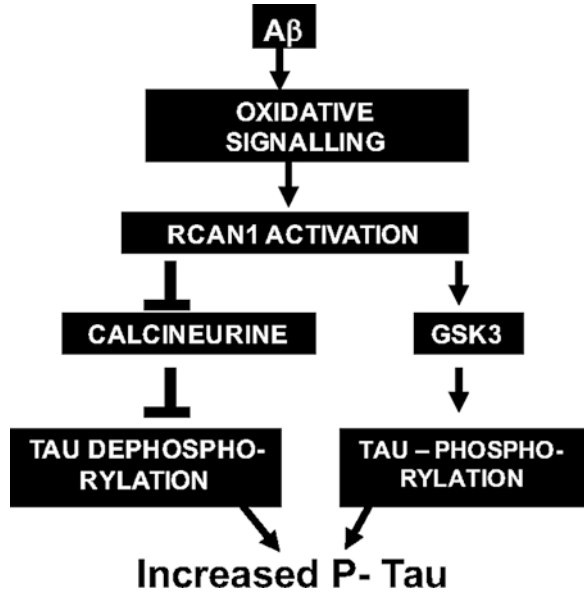 Aβ
OXIDATIVE
SIGNALLING
RCAN1 ACTIVATION
CALCINEURINE
GSK3
TAU DEPHOSPHO-
RYLATION
TAU – PHOSPHO-
RYLATION
Increased P- Tau